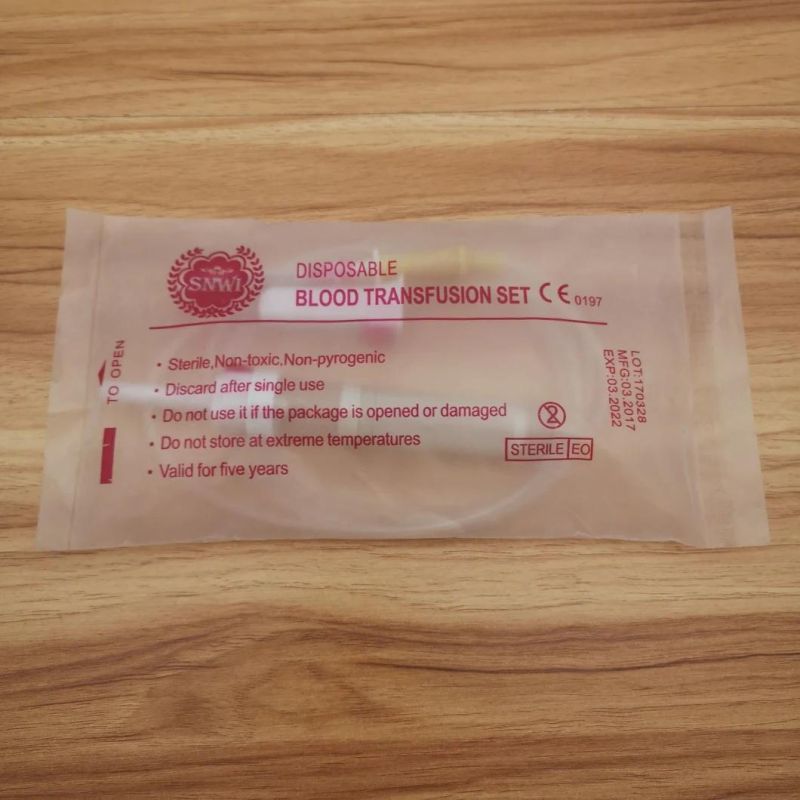 SNWI
DISPOSABLE
BLOOD TRANSFUSION SET CE 0197
TO OPEN
• Sterile,Non-toxic,Non-pyrogenic
• Discard after single use
• Do not use it if the package is opened or damaged
• Do not store at extreme temperatures
• Valid for five years
LOT:170328
MFG:03.2017
EXP:03.2022
2
STERILE EO